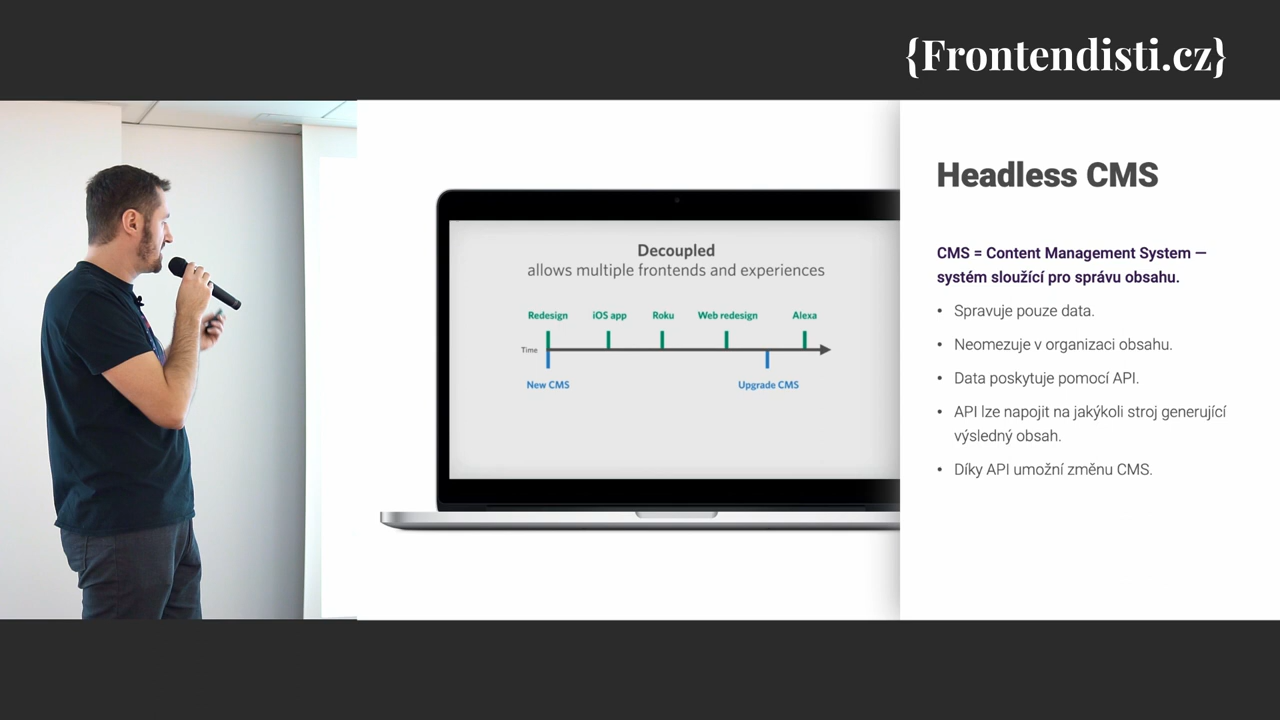 {Frontendisti.cz}
Decoupled
allows multiple frontends and experiences
Redesign iOS app Roku Web redesign Alexa
Time
New CMS Upgrade CMS
Headless CMS
CMS = Content Management System —
systém sloužící pro správu obsahu.
• Spravuje pouze data.
• Neomezuje v organizaci obsahu.
• Data poskytuje pomocí API.
• API lze napojit na jakýkoli stroj generující
výsledný obsah.
• Díky API umožní změnu CMS.